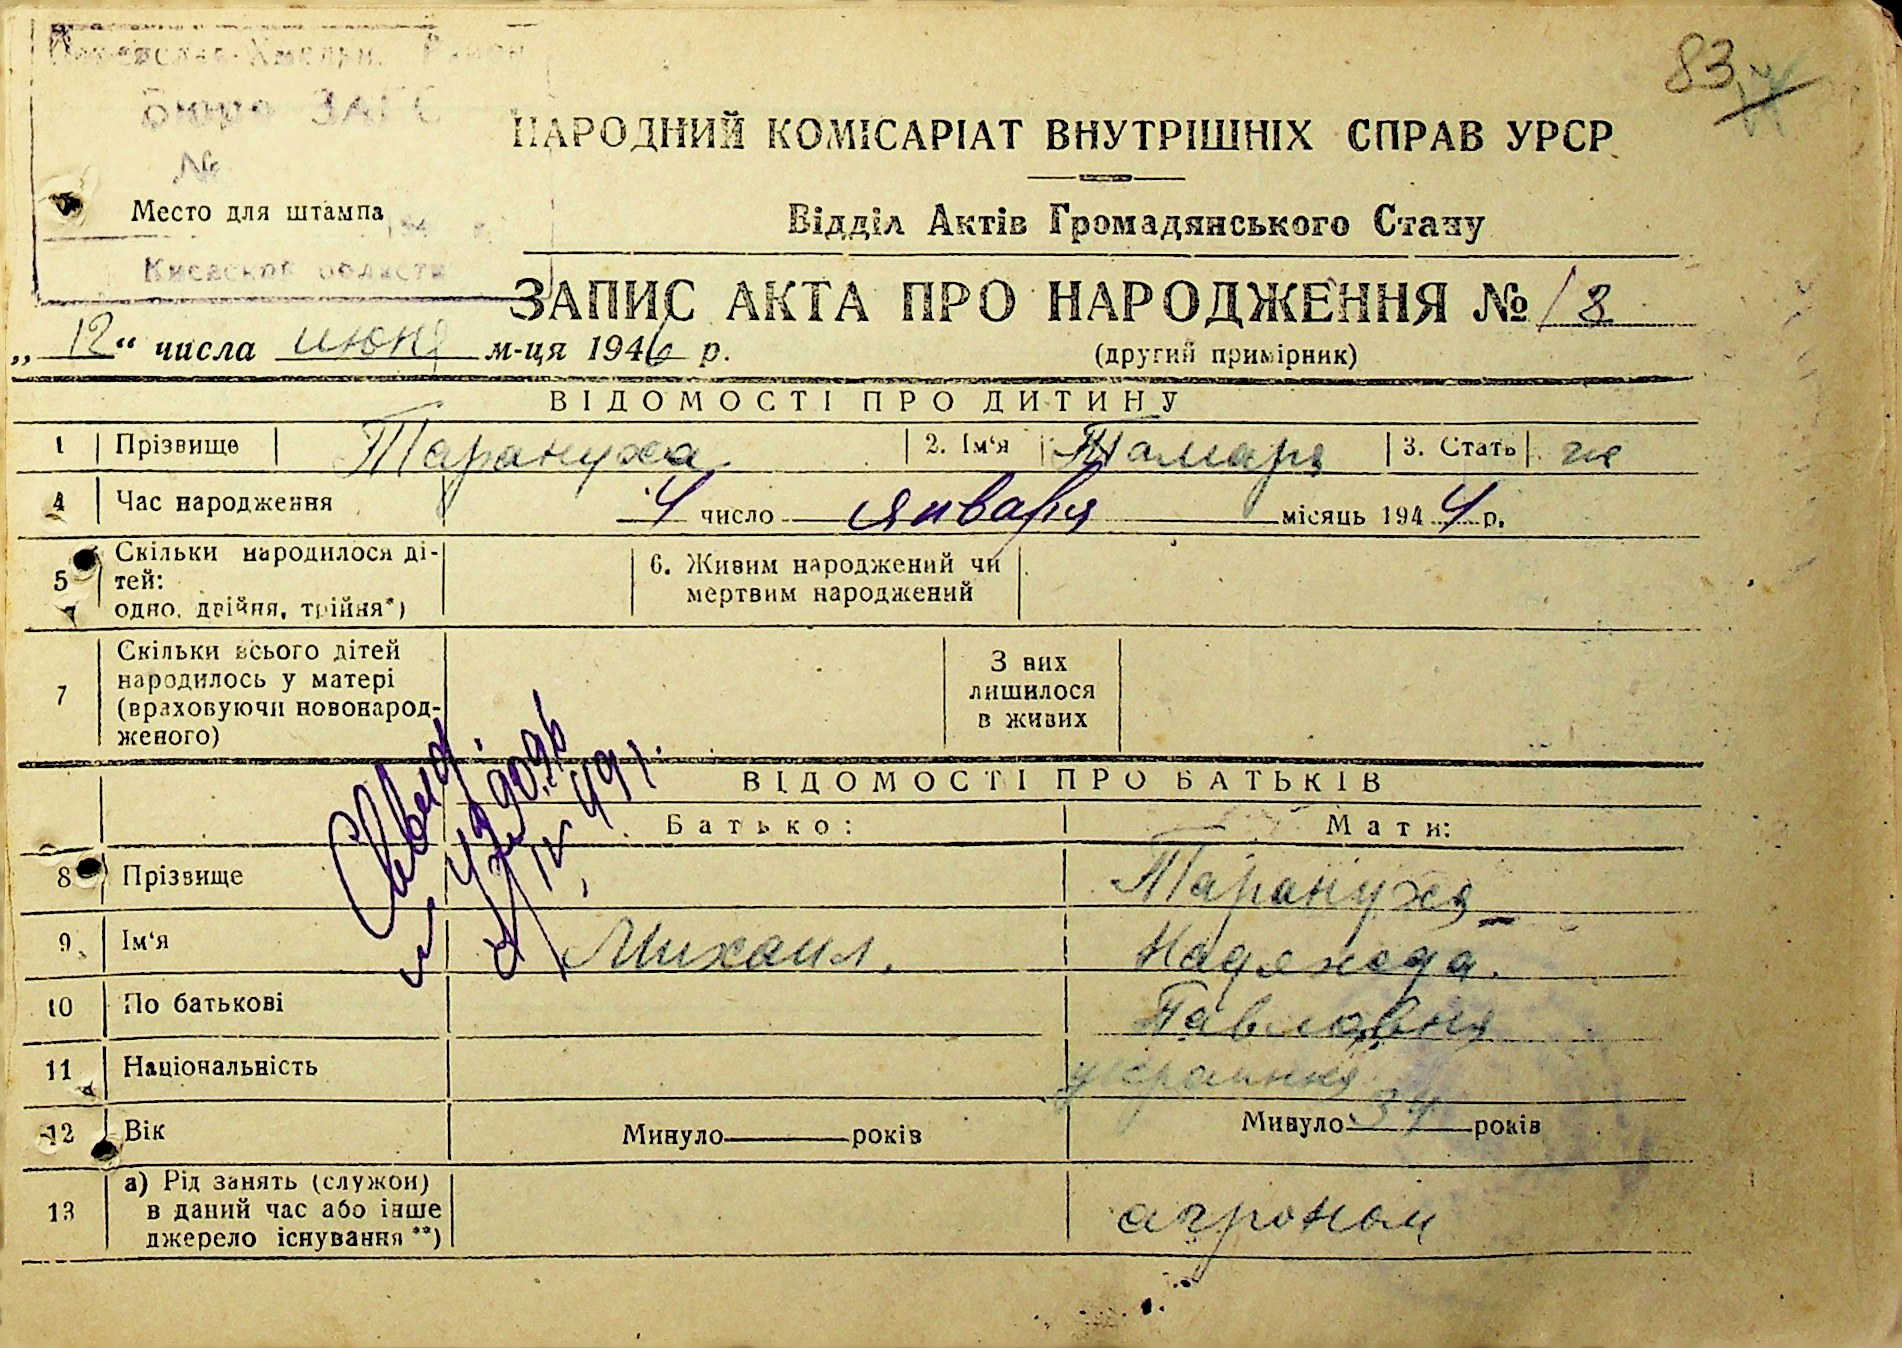 83
Бюро ЗАГС
№
Место для штампа
Киевской области
НАРОДНИЙ КОМІСАРІАТ ВНУТРІШНІХ СПРАВ УРСР
Відділ Актів Громадянського Стану
ЗАПИС АКТА ПРО НАРОДЖЕННЯ № 18
„12“ числа июня м-ця 1946 р.
(другий примірник)
ВІДОМОСТІ ПРО ДИТИНУ
1 Прізвище Тарануха 2. Ім‘я Тамара 3. Стать ж
4 Час народження 4 число января місяць 1944 р.
5 Скільки народилося ді-
тей:
одно, двійня, трійня*)
6. Живим народжений чи
мертвим народжений
7 Скільки всього дітей
народилось у матері
(враховуючи новонарод-
женого)
З них
лишилося
в живих
ВІДОМОСТІ ПРО БАТЬКІВ
Батько: Мати:
8 Прізвище Тарануха
9 Ім‘я Михаил. Надежда.
10 По батькові Павловна
11 Національність украинка
12 Вік Минуло років Минуло 34 років
13 а) Рід занять (служби)
в даний час або інше
джерело існування**)
агроном